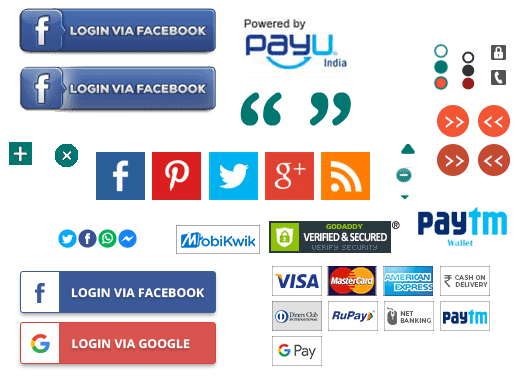 LOGIN VIA FACEBOOK
Powered by
PayU
India
LOGIN VIA FACEBOOK
“ ”
>> <<
>> <<
f
g+
Paytm
Wallet
MobiKwik
GODADDY
VERIFIED & SECURED
VERIFY SECURITY
®
LOGIN VIA FACEBOOK
VISA
MasterCard
AMERICAN
EXPRESS
₹ CASH ON
DELIVERY
Diners Club
INTERNATIONAL
RuPay
NET
BANKING
Paytm
LOGIN VIA GOOGLE
G Pay